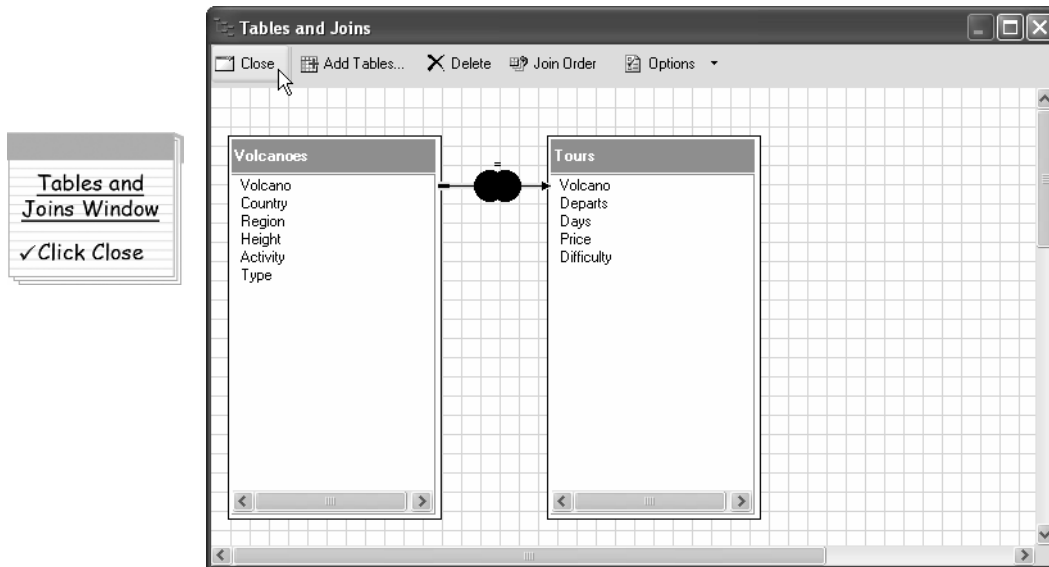 Tables and Joins
Close Add Tables... Delete Join Order Options
Tables and
Joins Window
✓Click Close
Volcanoes
Volcano
Country
Region
Height
Activity
Type
=
Tours
Volcano
Departs
Days
Price
Difficulty